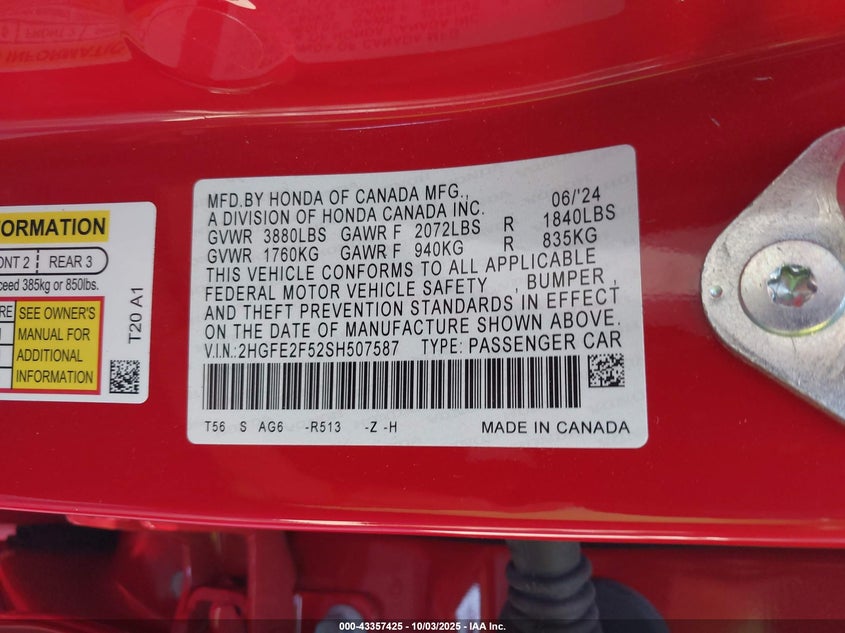 ORMATION
ONT 2 | REAR 3
ceed 385kg or 850lbs.
RE
SEE OWNER'S
MANUAL FOR
ADDITIONAL
INFORMATION
T20 A1
MFD.BY HONDA OF CANADA MFG., 06/'24
A DIVISION OF HONDA CANADA INC.
GVWR 3880LBS GAWR F 2072LBS R 1840LBS
GVWR 1760KG GAWR F 940KG R 835KG
THIS VEHICLE CONFORMS TO ALL APPLICABLE
FEDERAL MOTOR VEHICLE SAFETY , BUMPER ,
AND THEFT PREVENTION STANDARDS IN EFFECT
ON THE DATE OF MANUFACTURE SHOWN ABOVE.
V.I.N.:2HGFE2F52SH507587 TYPE: PASSENGER CAR
T56 S AG6 -R513 -Z -H MADE IN CANADA
000-43357425 - 10/03/2025 - IAA Inc.